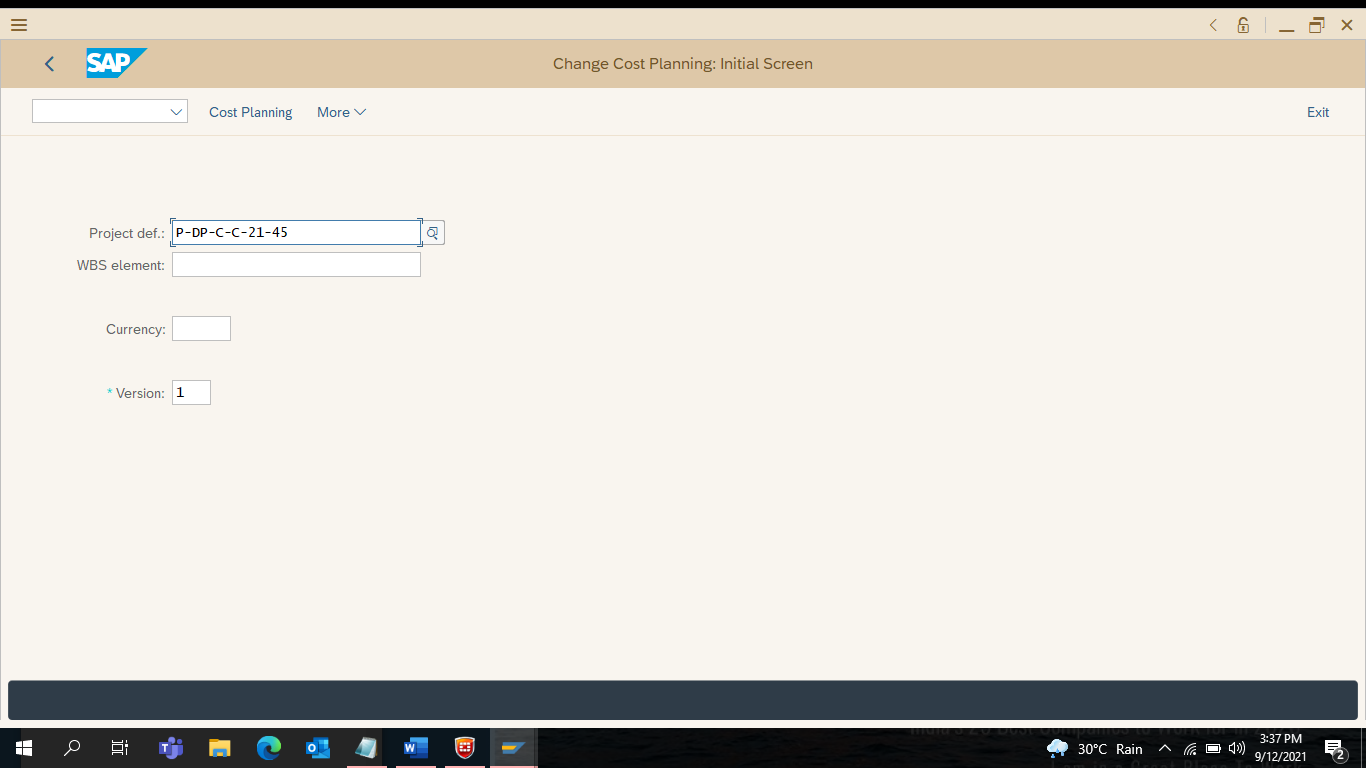 SAP
Change Cost Planning: Initial Screen
Cost Planning
More
Exit
Project def.: P-DP-C-C-21-45
WBS element:
Currency:
* Version: 1
30°C Rain
3:37 PM
9/12/2021
2